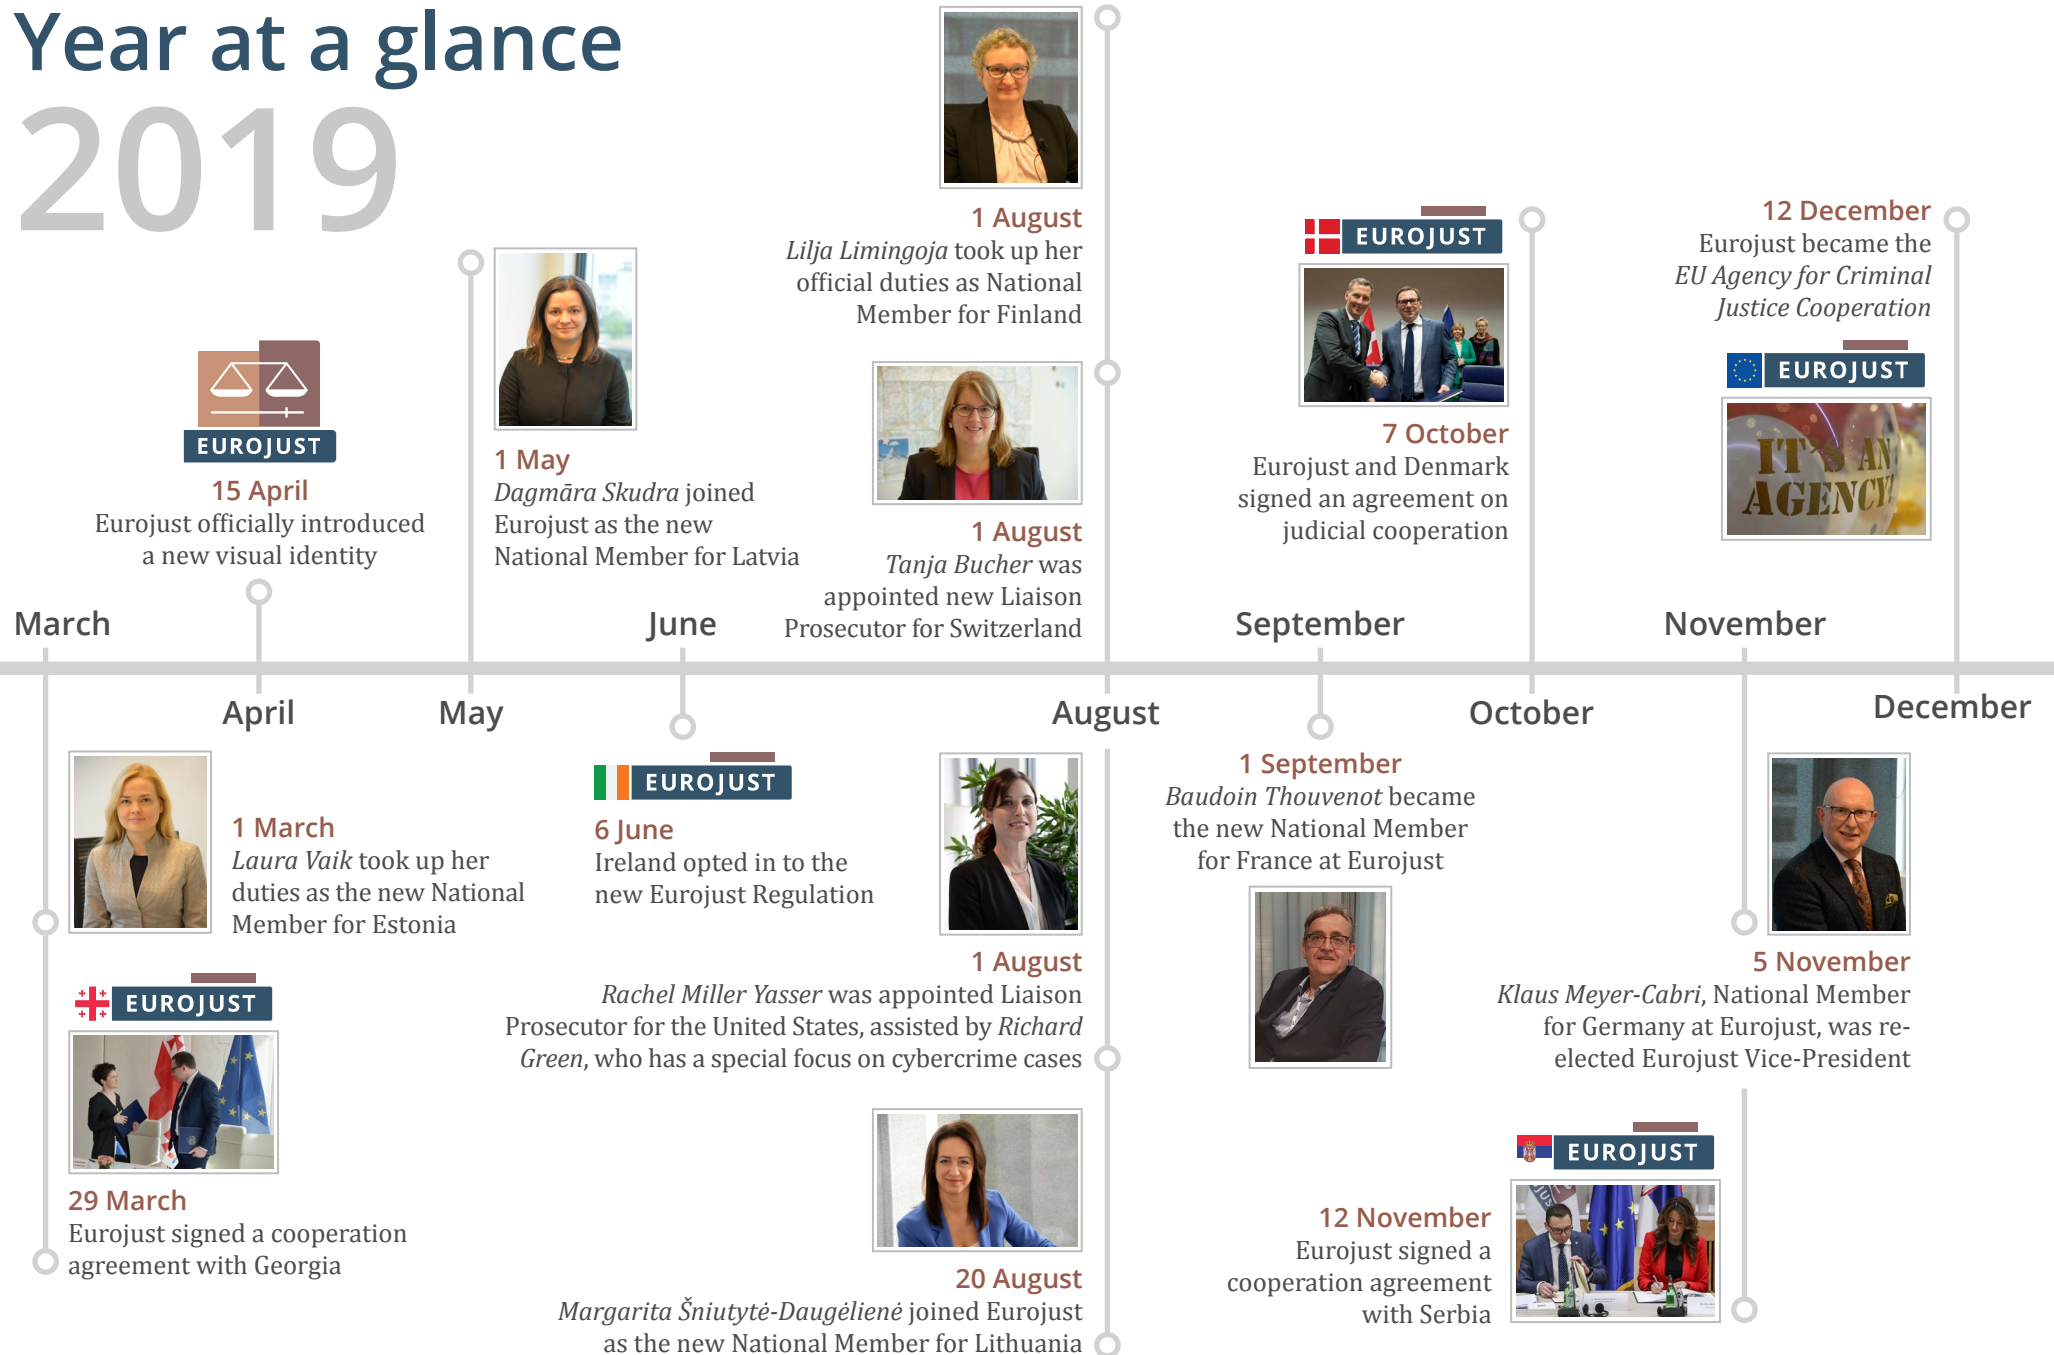 Year at a glance
2019
EUROJUST
15 April
Eurojust officially introduced
a new visual identity
1 May
Dagmāra Skudra joined
Eurojust as the new
National Member for Latvia
1 August
Lilja Limingoja took up her
official duties as National
Member for Finland
1 August
Tanja Bucher was
appointed new Liaison
Prosecutor for Switzerland
EUROJUST
7 October
Eurojust and Denmark
signed an agreement on
judicial cooperation
12 December
Eurojust became the
EU Agency for Criminal
Justice Cooperation
EUROJUST
IT'S AN
AGENCY!
March
June
September
November
April
May
August
October
December
1 March
Laura Vaik took up her
duties as the new National
Member for Estonia
EUROJUST
29 March
Eurojust signed a cooperation
agreement with Georgia
EUROJUST
6 June
Ireland opted in to the
new Eurojust Regulation
1 August
Rachel Miller Yasser was appointed Liaison
Prosecutor for the United States, assisted by Richard
Green, who has a special focus on cybercrime cases
20 August
Margarita Šniutytė-Daugėlienė joined Eurojust
as the new National Member for Lithuania
1 September
Baudoin Thouvenot became
the new National Member
for France at Eurojust
5 November
Klaus Meyer-Cabri, National Member
for Germany at Eurojust, was re-
elected Eurojust Vice-President
EUROJUST
12 November
Eurojust signed a
cooperation agreement
with Serbia